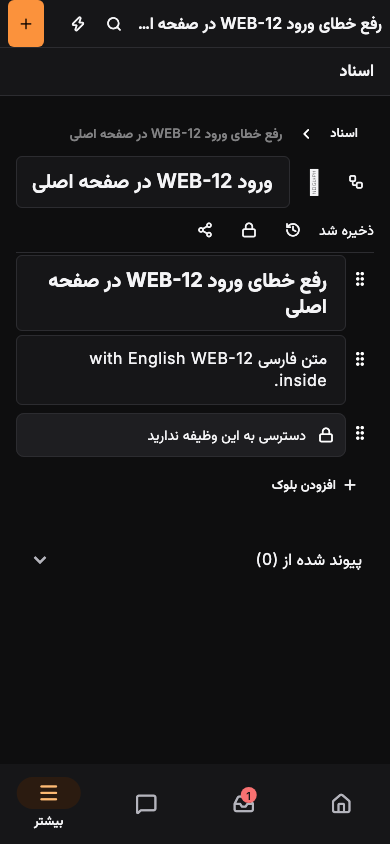 رفع خطای ورود WEB-12 در صفحه ا...
اسناد
اسناد
رفع خطای ورود WEB-12 در صفحه اصلی
ورود WEB-12 در صفحه اصلی
ذخیره شد
رفع خطای ورود WEB-12 در صفحه
اصلی
متن فارسی with English WEB-12
inside.
دسترسی به این وظیفه ندارید
افزودن بلوک
پیوند شده از (0)
1
بیشتر